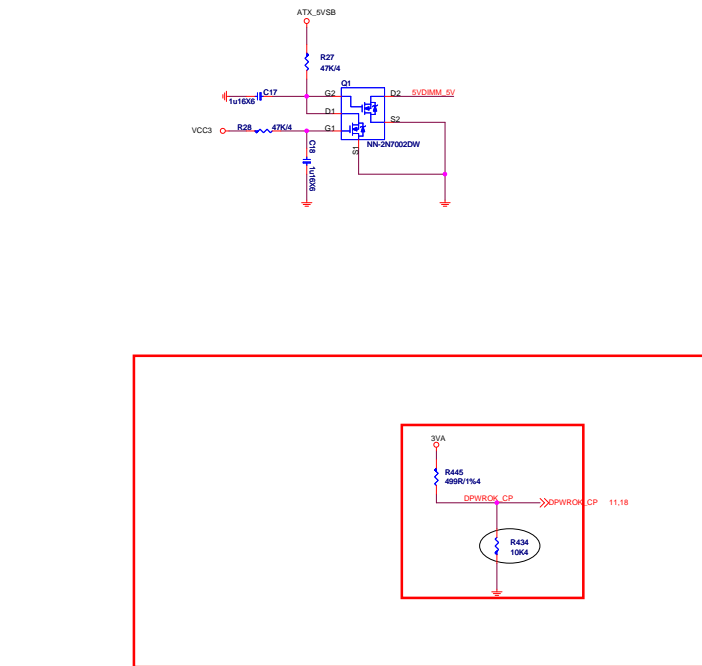 ATX_5VSB
R27
47K/4
Q1
C17
1u16X6
G2
D2
5VDIMM_5V
D1
S2
VCC3
R28
47K/4
G1
NN-2N7002DW
S1
C18
1u16X6
3VA
R445
499R/1%4
DPWROK_CP
DPWROK_CP 11,18
R434
10K4